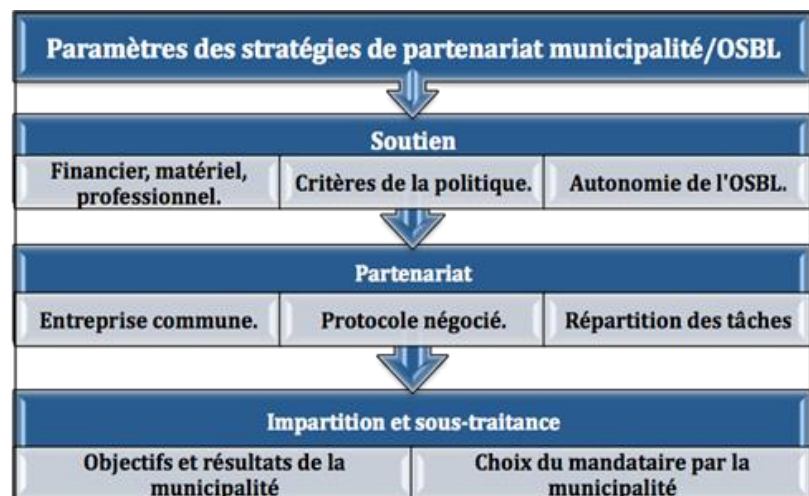 Paramètres des stratégies de partenariat municipalité/OSBL
Soutien
Financier, matériel,
professionnel.
Critères de la politique.
Autonomie de l'OSBL.
Partenariat
Entreprise commune.
Protocole négocié.
Répartition des tâches
Impartition et sous-traitance
Objectifs et résultats de la
municipalité
Choix du mandataire par la
municipalité